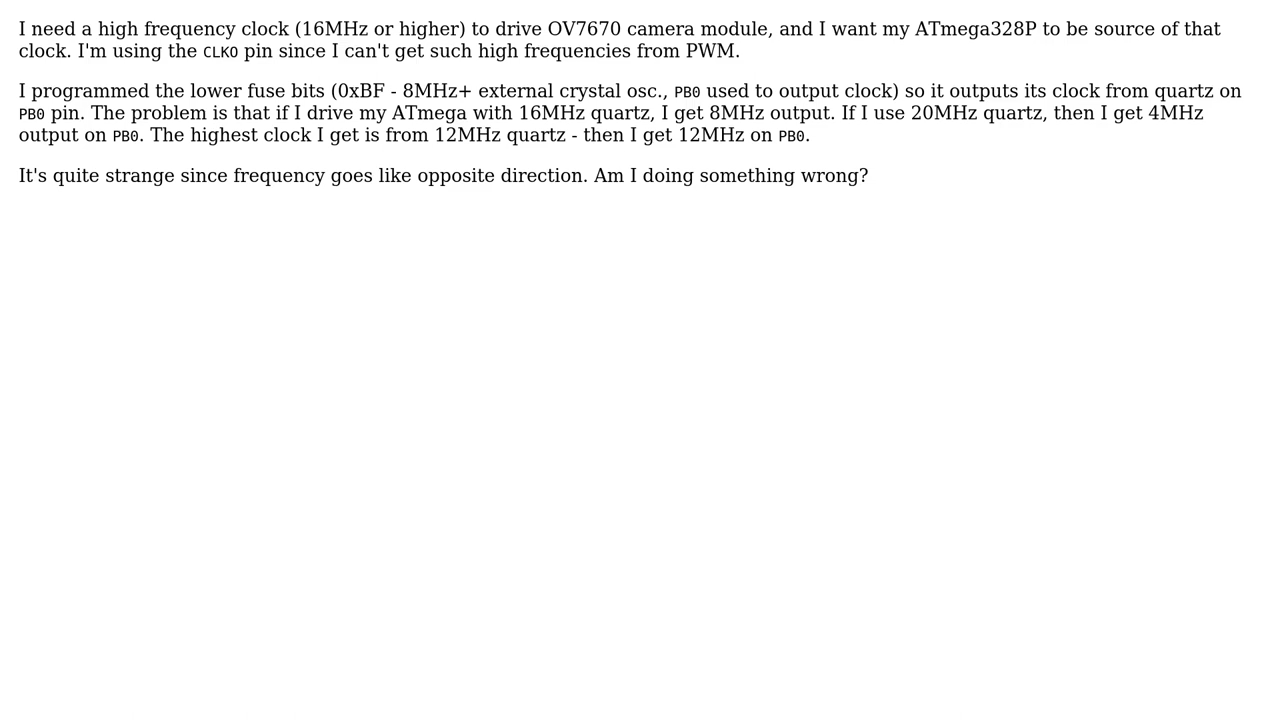 I need a high frequency clock (16MHz or higher) to drive OV7670 camera module, and I want my ATmega328P to be source of that
clock. I'm using the CLKO pin since I can't get such high frequencies from PWM.
I programmed the lower fuse bits (0xBF - 8MHz+ external crystal osc., PB0 used to output clock) so it outputs its clock from quartz on
PB0 pin. The problem is that if I drive my ATmega with 16MHz quartz, I get 8MHz output. If I use 20MHz quartz, then I get 4MHz
output on PB0. The highest clock I get is from 12MHz quartz - then I get 12MHz on PB0.
It's quite strange since frequency goes like opposite direction. Am I doing something wrong?